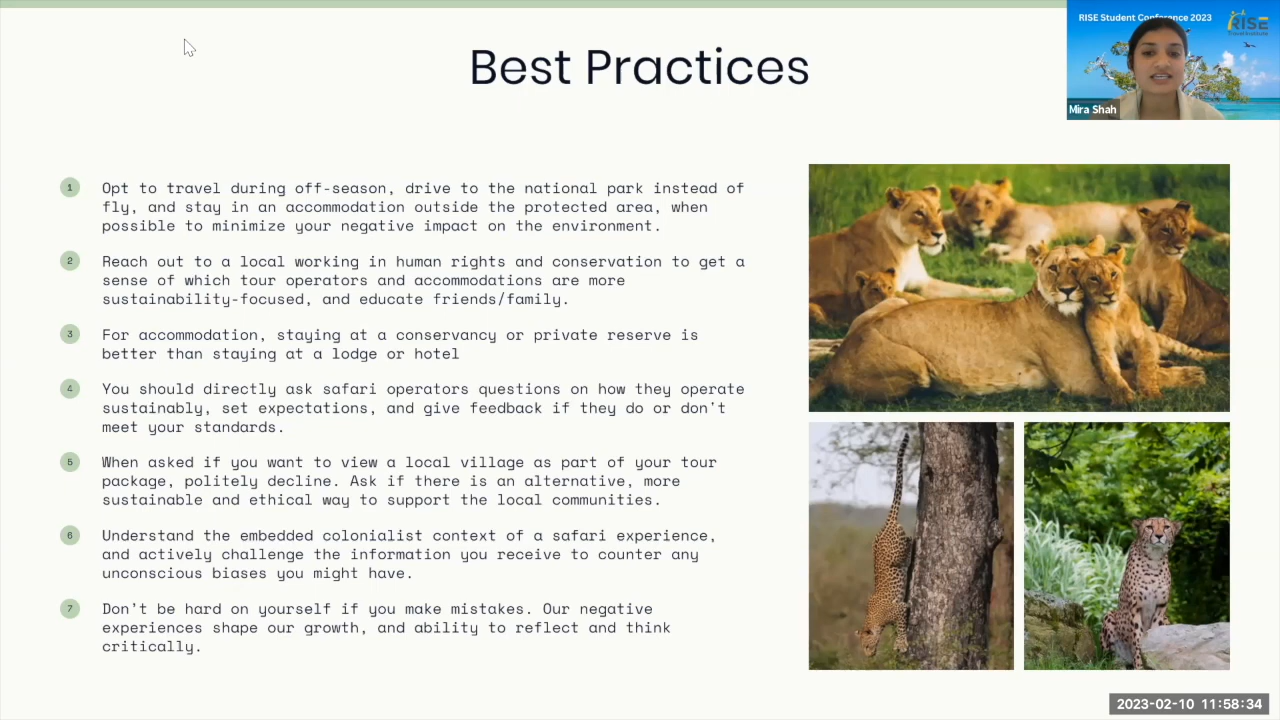 RISE Student Conference 2023
RISE
Travel Institute
Mira Shah
Best Practices
1
Opt to travel during off-season, drive to the national park instead of
fly, and stay in an accommodation outside the protected area, when
possible to minimize your negative impact on the environment.
2
Reach out to a local working in human rights and conservation to get a
sense of which tour operators and accommodations are more
sustainability-focused, and educate friends/family.
3
For accommodation, staying at a conservancy or private reserve is
better than staying at a lodge or hotel
4
You should directly ask safari operators questions on how they operate
sustainably, set expectations, and give feedback if they do or don't
meet your standards.
5
When asked if you want to view a local village as part of your tour
package, politely decline. Ask if there is an alternative, more
sustainable and ethical way to support the local communities.
6
Understand the embedded colonialist context of a safari experience,
and actively challenge the information you receive to counter any
unconscious biases you might have.
7
Don't be hard on yourself if you make mistakes. Our negative
experiences shape our growth, and ability to reflect and think
critically.
2023-02-10 11:58:34